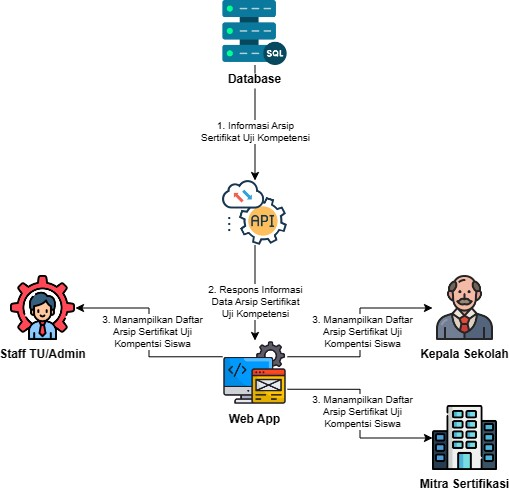 SQL
Database
1. Informasi Arsip
Sertifikat Uji Kompetensi
API
2. Respons Informasi
Data Arsip Sertifikat
Uji Kompetensi
3. Manampilkan Daftar
Arsip Sertifikat Uji
Kompentsi Siswa
Staff TU/Admin
3. Manampilkan Daftar
Arsip Sertifikat Uji
Kompentsi Siswa
Kepala Sekolah
</>
Web App
3. Manampilkan Daftar
Arsip Sertifikat Uji
Kompentsi Siswa
Mitra Sertifikasi